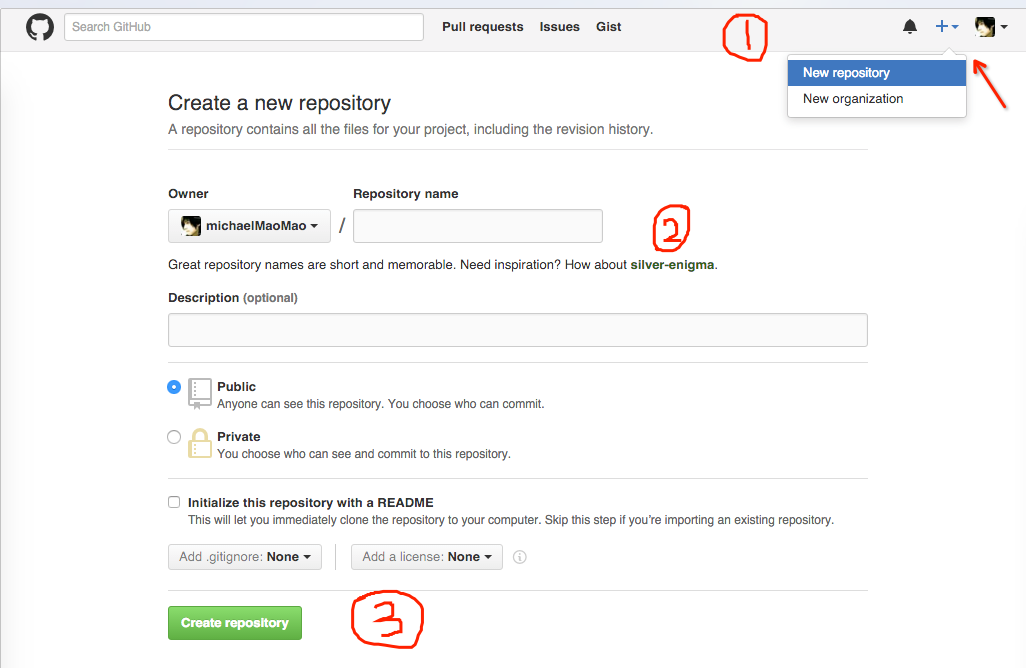 Search GitHub Pull requests Issues Gist
1
New repository
New organization
Create a new repository
A repository contains all the files for your project, including the revision history.
Owner Repository name
michaelMaoMao /
2
Great repository names are short and memorable. Need inspiration? How about silver-enigma.
Description (optional)
Public
Anyone can see this repository. You choose who can commit.
Private
You choose who can see and commit to this repository.
Initialize this repository with a README
This will let you immediately clone the repository to your computer. Skip this step if you're importing an existing repository.
Add .gitignore: None Add a license: None
Create repository
3